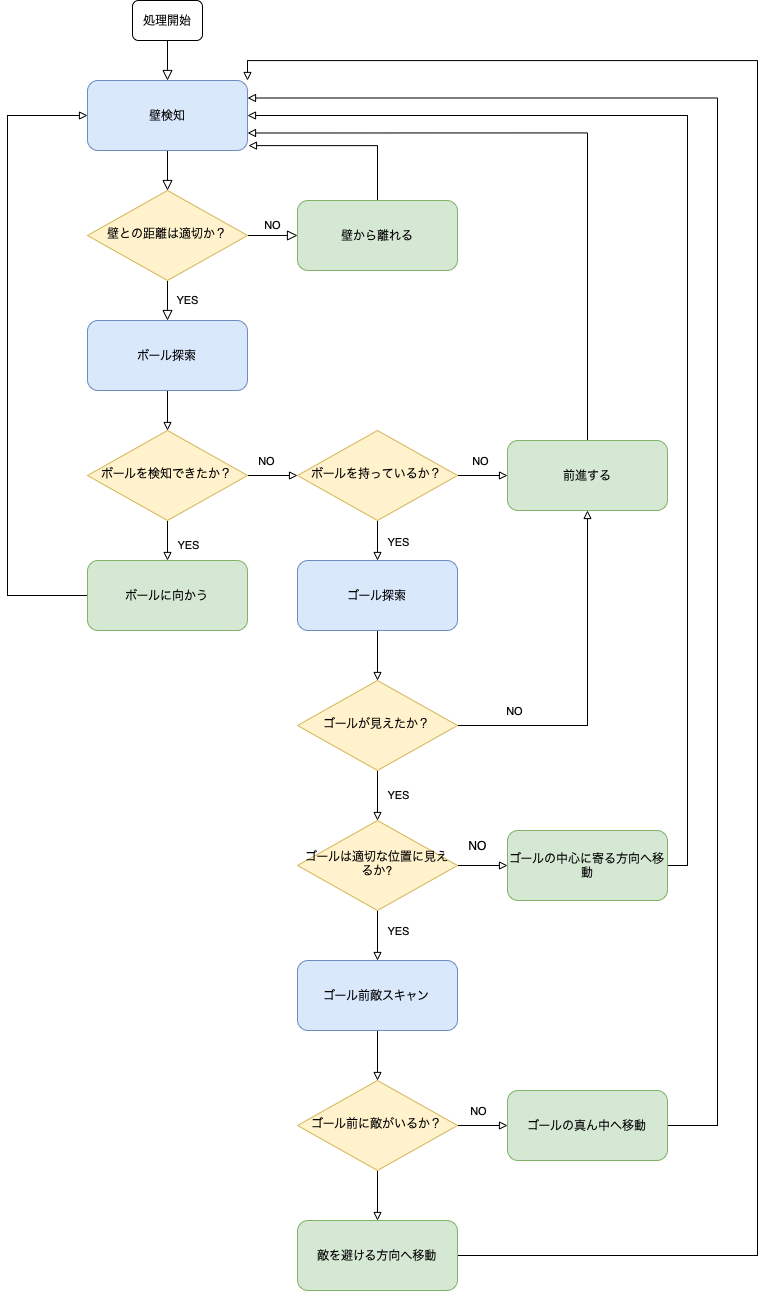 処理開始
壁検知
壁との距離は適切か？
NO
壁から離れる
YES
ボール探索
ボールを検知できたか？
NO
ボールを持っているか？
NO
前進する
YES
YES
ボールに向かう
ゴール探索
ゴールが見えたか？
NO
YES
ゴールは適切な位置に見え
るか?
NO
ゴールの中心に寄る方向へ移
動
YES
ゴール前敵スキャン
ゴール前に敵がいるか？
NO
ゴールの真ん中へ移動
敵を避ける方向へ移動